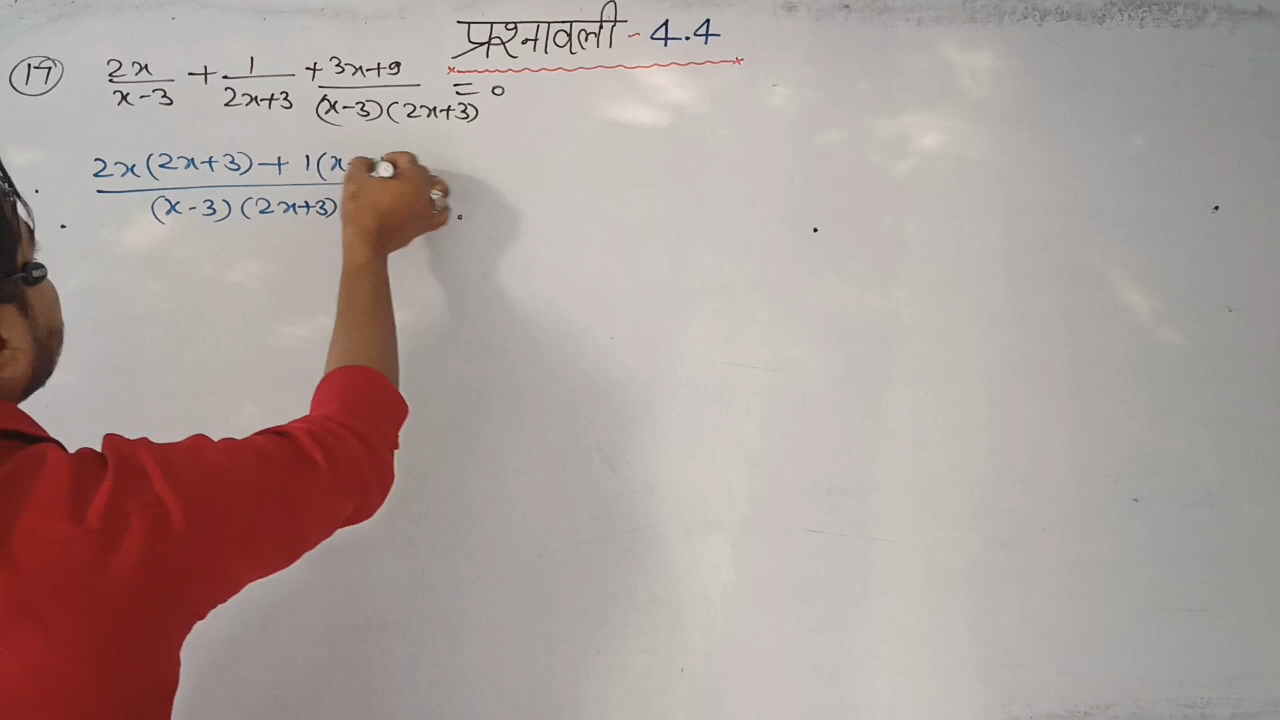 प्रश्नावली - 4.4
17 2x/x-3 + 1/2x+3 + 3x+9/(x-3)(2x+3) = 0
2x(2x+3) + 1(x/(x-3)(2x+3)